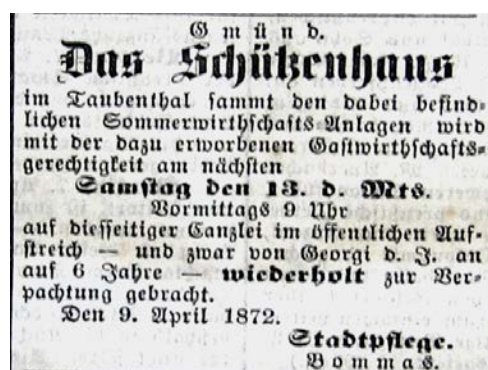 Gmünd.
Das Schützenhaus
im Taubenthal sammt den dabei befind-
lichen Sommerwirthschafts-Anlagen wird
mit der dazu erworbenen Gastwirthschafts-
gerechtigkeit am nächsten
Samstag den 13. d. Mts.
Vormittags 9 Uhr
auf diesseitiger Canzlei im öffentlichen Auf-
streich — und zwar von Georgi d. J. an
auf 6 Jahre — wiederholt zur Ver-
pachtung gebracht.
Den 9. April 1872.
Stadtpflege.
Bommas.